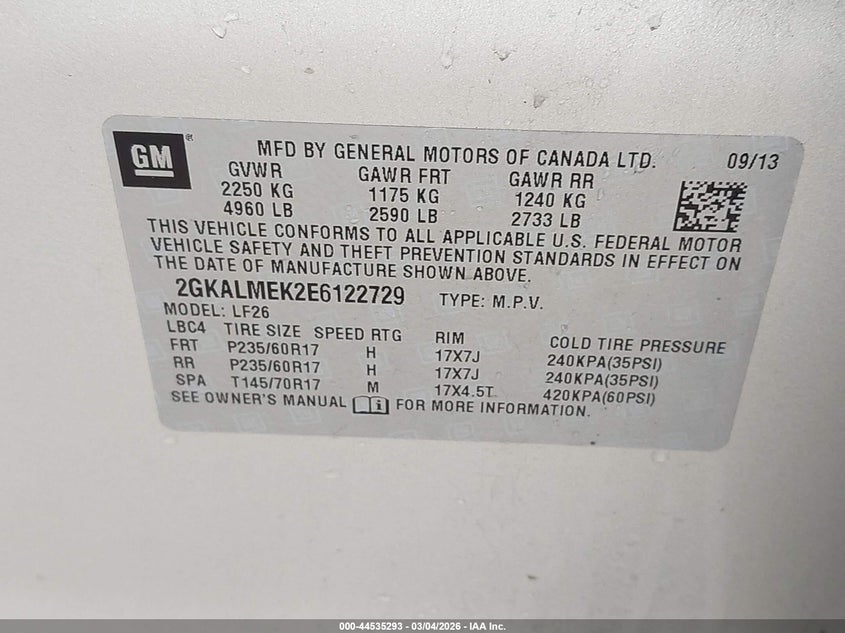 GM ® MFD BY GENERAL MOTORS OF CANADA LTD. 09/13
GVWR GAWR FRT GAWR RR
2250 KG 1175 KG 1240 KG
4960 LB 2590 LB 2733 LB
THIS VEHICLE CONFORMS TO ALL APPLICABLE U.S. FEDERAL MOTOR
VEHICLE SAFETY AND THEFT PREVENTION STANDARDS IN EFFECT ON
THE DATE OF MANUFACTURE SHOWN ABOVE.
2GKALMEK2E6122729 TYPE: M.P.V.
MODEL: LF26
LBC4 TIRE SIZE SPEED RTG RIM COLD TIRE PRESSURE
FRT P235/60R17 H 17X7J 240KPA(35PSI)
RR P235/60R17 H 17X7J 240KPA(35PSI)
SPA T145/70R17 M 17X4.5T 420KPA(60PSI)
SEE OWNER'S MANUAL i FOR MORE INFORMATION.
000-44535293 - 03/04/2026 - IAA Inc.